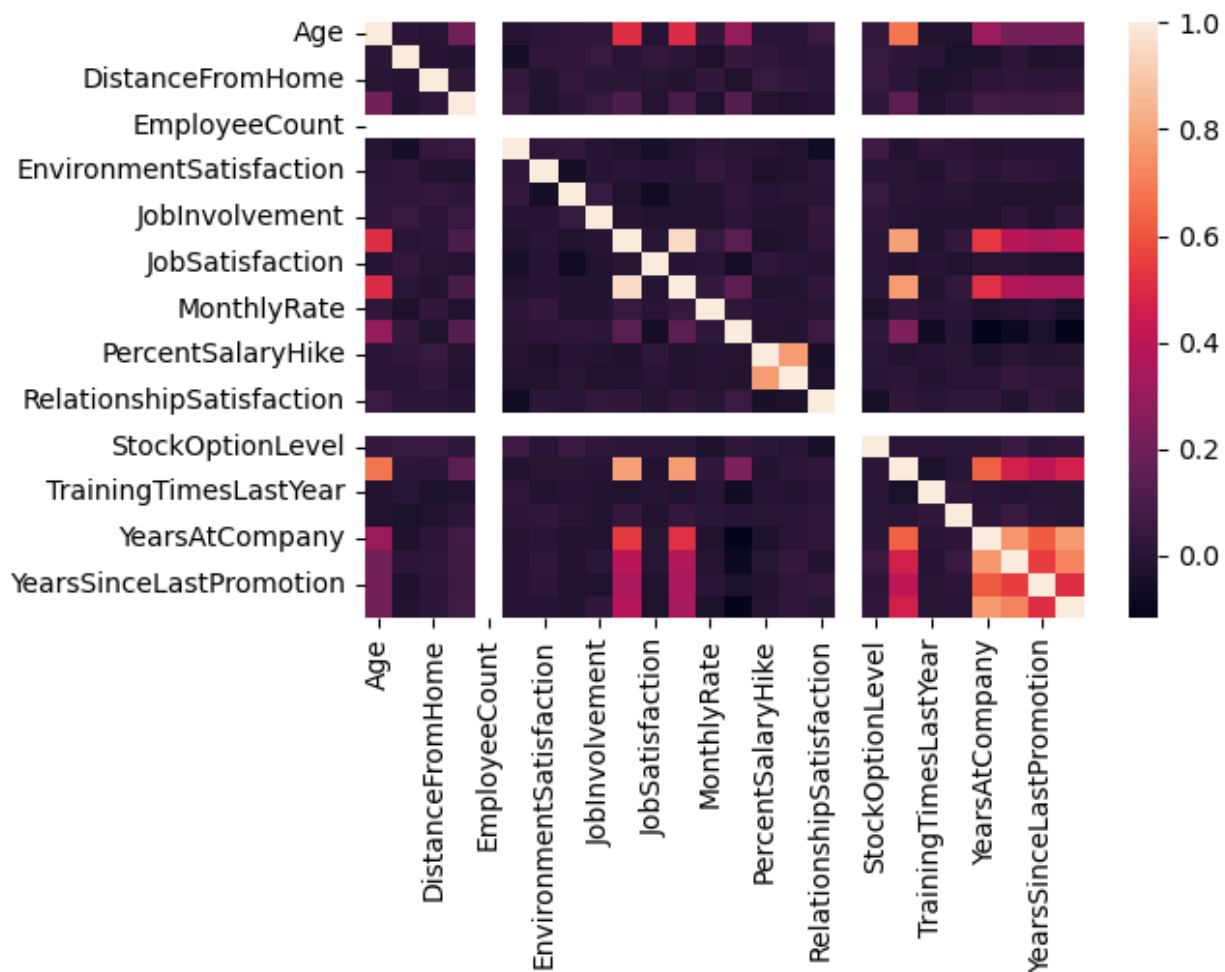 Age
DistanceFromHome
EmployeeCount
EnvironmentSatisfaction
JobInvolvement
JobSatisfaction
MonthlyRate
PercentSalaryHike
RelationshipSatisfaction
StockOptionLevel
TrainingTimesLastYear
YearsAtCompany
YearsSinceLastPromotion
1.0
0.8
0.6
0.4
0.2
0.0
Age
DistanceFromHome
EmployeeCount
EnvironmentSatisfaction
JobInvolvement
JobSatisfaction
MonthlyRate
PercentSalaryHike
RelationshipSatisfaction
StockOptionLevel
TrainingTimesLastYear
YearsAtCompany
YearsSinceLastPromotion